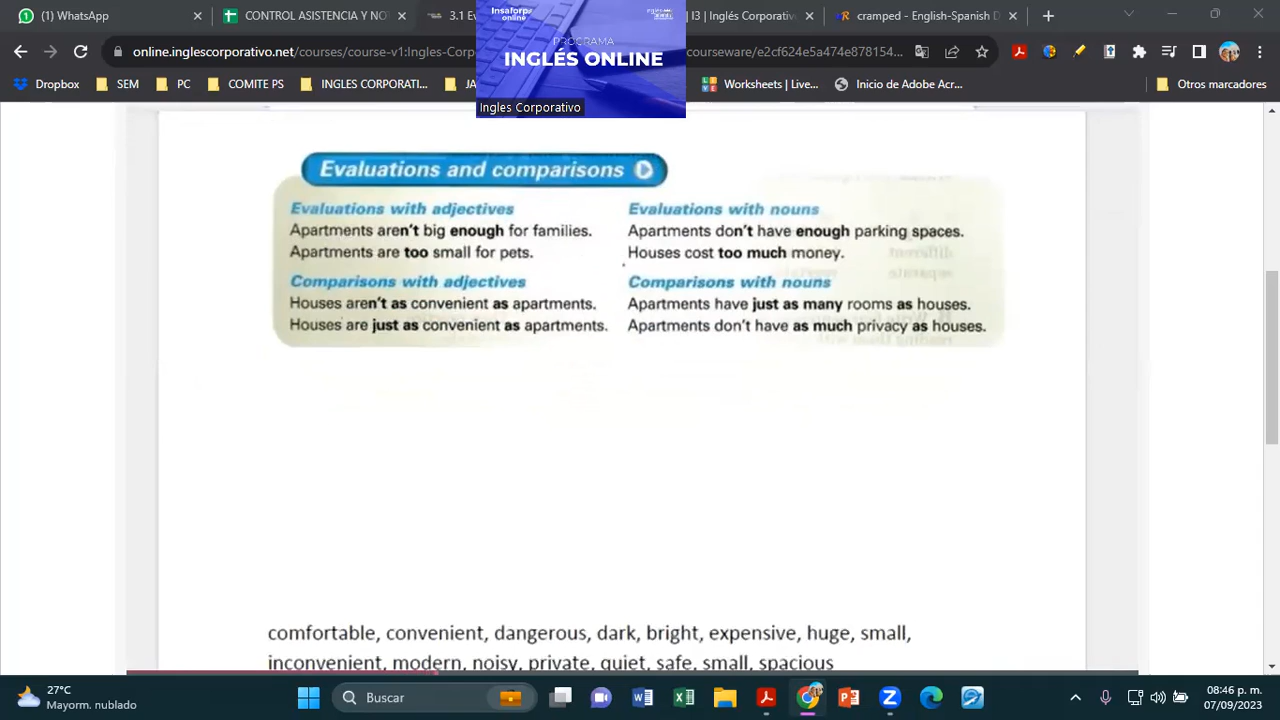 (1) WhatsApp
CONTROL ASISTENCIA Y NO
3.1 E
I3 | Inglés Corporativo
cramped - English-Spanish D
Insaforp
online
PROGRAMA
INGLÉS ONLINE
Ingles Corporativo
online.inglescorporativo.net
course-v1:Ingles-Corp
courseware/e2cf624e5a474e878154...
Dropbox
SEM
PC
COMITE PS
INGLES CORPORATI...
Worksheets | Live...
Inicio de Adobe Acr...
Otros marcadores
Evaluations and comparisons
Evaluations with adjectives
Apartments aren't big enough for families.
Apartments are too small for pets.
Comparisons with adjectives
Houses aren't as convenient as apartments.
Houses are just as convenient as apartments.
Evaluations with nouns
Apartments don't have enough parking spaces.
Houses cost too much money.
Comparisons with nouns
Apartments have just as many rooms as houses.
Apartments don't have as much privacy as houses.
comfortable, convenient, dangerous, dark, bright, expensive, huge, small,
inconvenient, modern, noisy, private, quiet, safe, small, spacious
27°C
Mayorm. nublado
Buscar
08:46 p. m.
07/09/2023